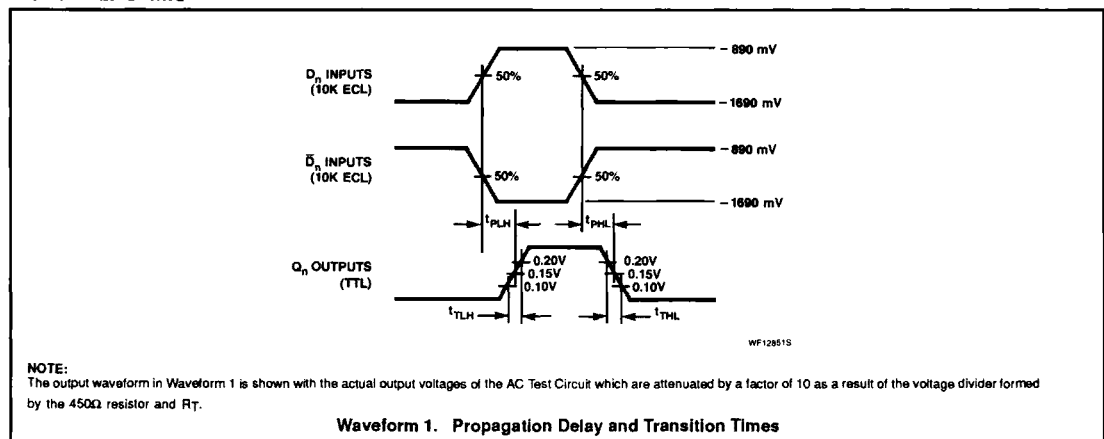 − 890 mV
Dn INPUTS
(10K ECL)
50%
50%
− 1690 mV
− 890 mV
D̄n INPUTS
(10K ECL)
50%
50%
− 1690 mV
tPLH
tPHL
Qn OUTPUTS
(TTL)
0.20V
0.15V
0.10V
0.20V
0.15V
0.10V
tTLH
tTHL
WF12851S
NOTE:
The output waveform in Waveform 1 is shown with the actual output voltages of the AC Test Circuit which are attenuated by a factor of 10 as a result of the voltage divider formed
by the 450Ω resistor and RT.
Waveform 1. Propagation Delay and Transition Times